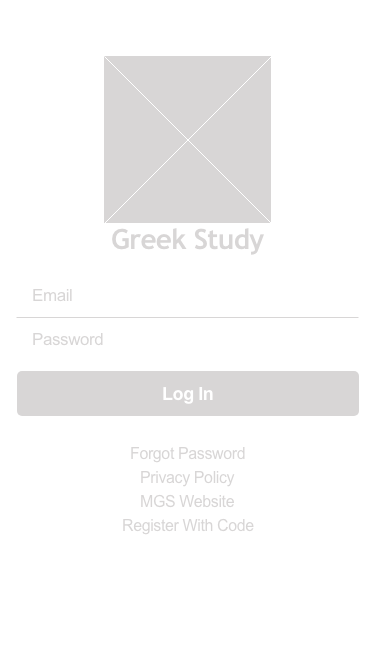 Greek Study
Email
Password
Log In
Forgot Password
Privacy Policy
MGS Website
Register With Code